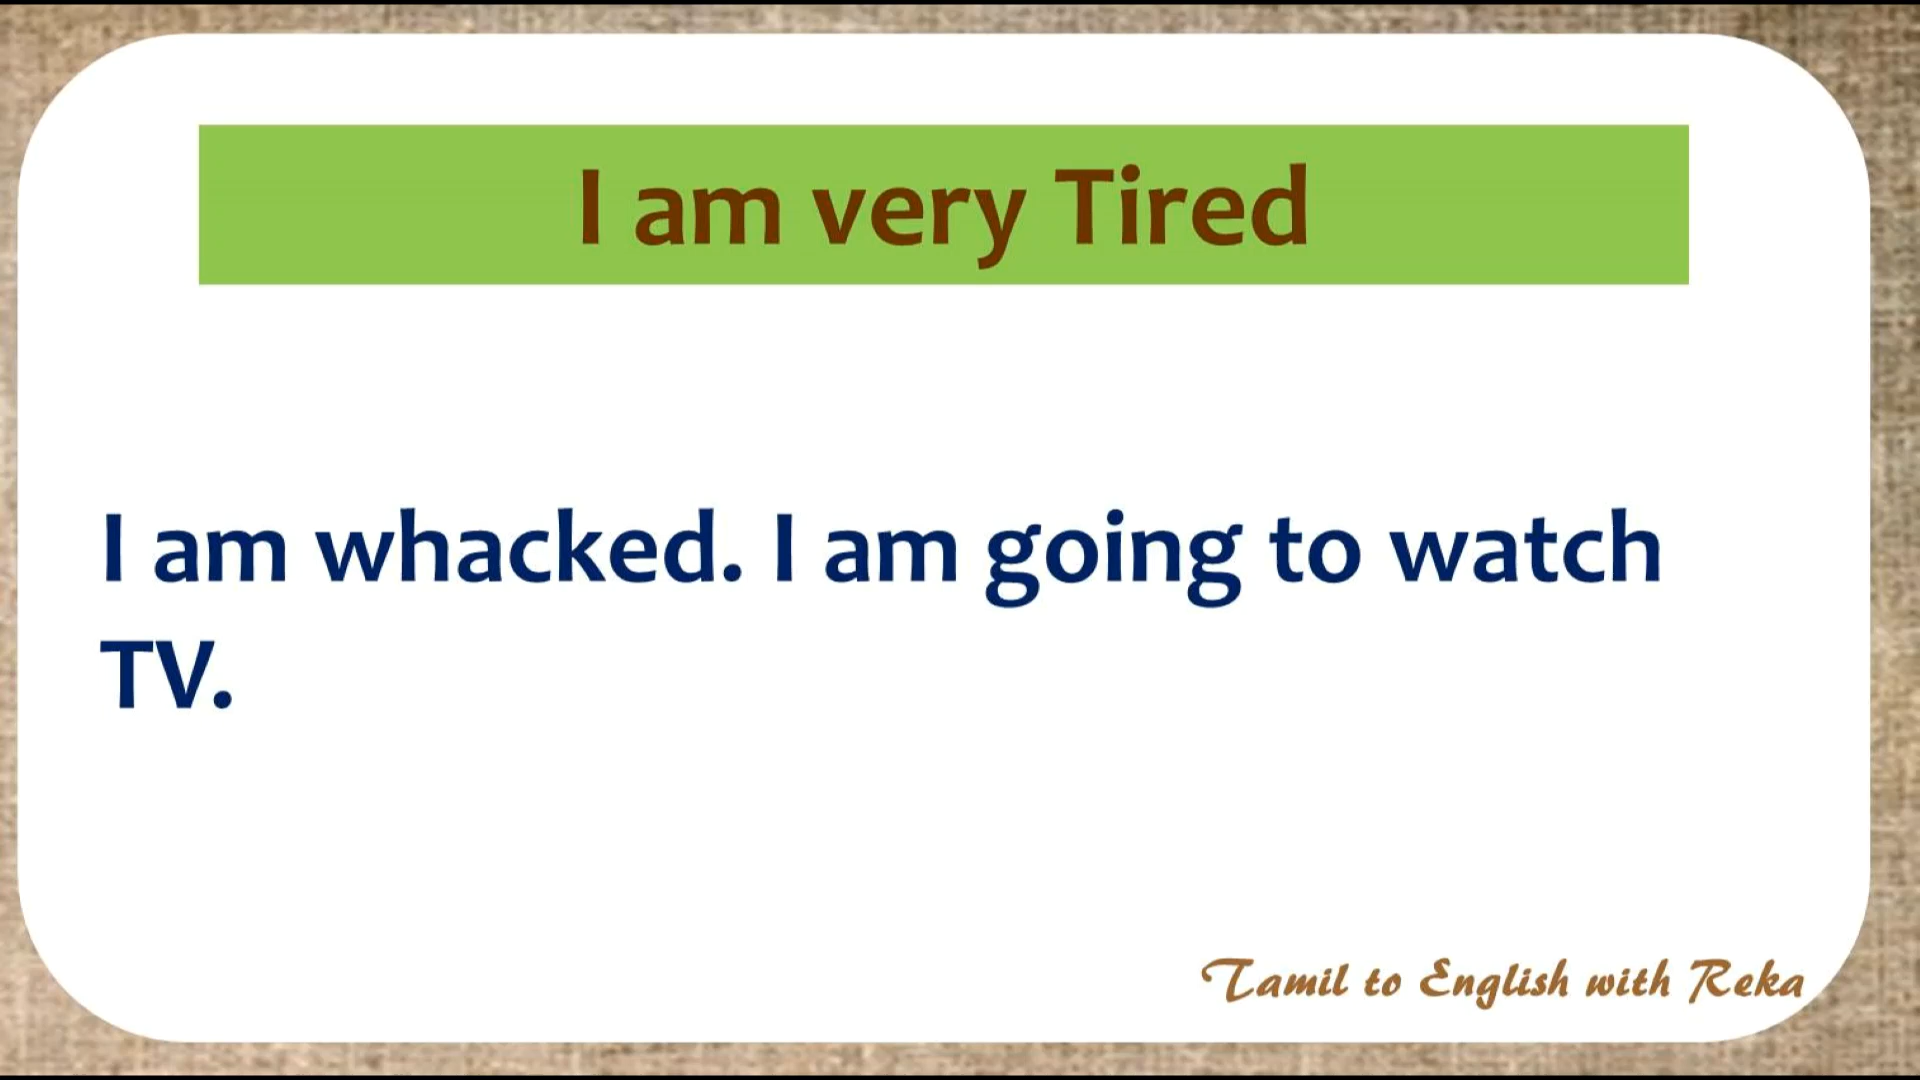 I am very Tired
I am whacked. I am going to watch
TV.
Tamil to English with Reka